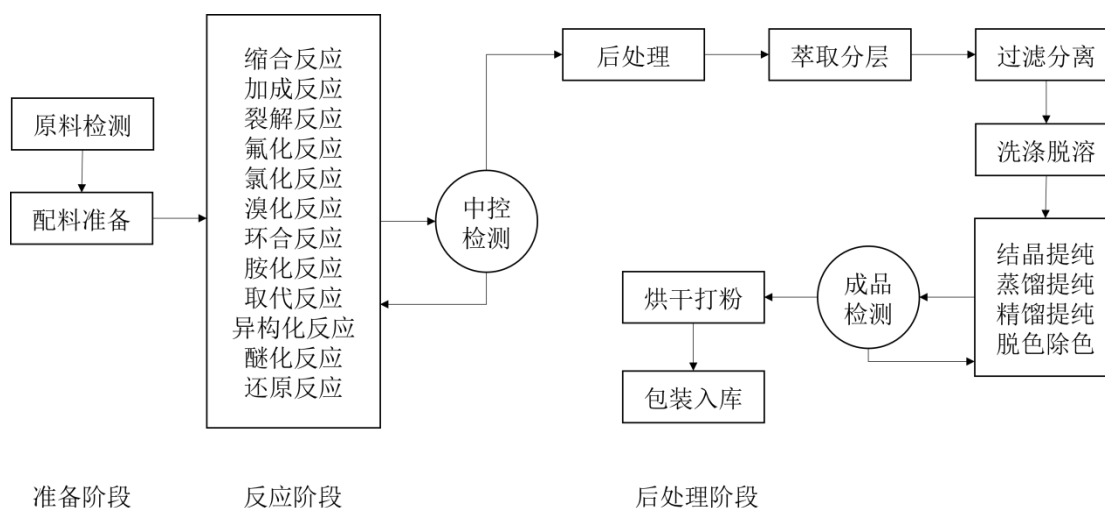 原料检测
配料准备
缩合反应
加成反应
裂解反应
氟化反应
氯化反应
溴化反应
环合反应
胺化反应
取代反应
异构化反应
醚化反应
还原反应
中控
检测
后处理
萃取分层
过滤分离
洗涤脱溶
结晶提纯
蒸馏提纯
精馏提纯
脱色除色
成品
检测
烘干打粉
包装入库
准备阶段
反应阶段
后处理阶段